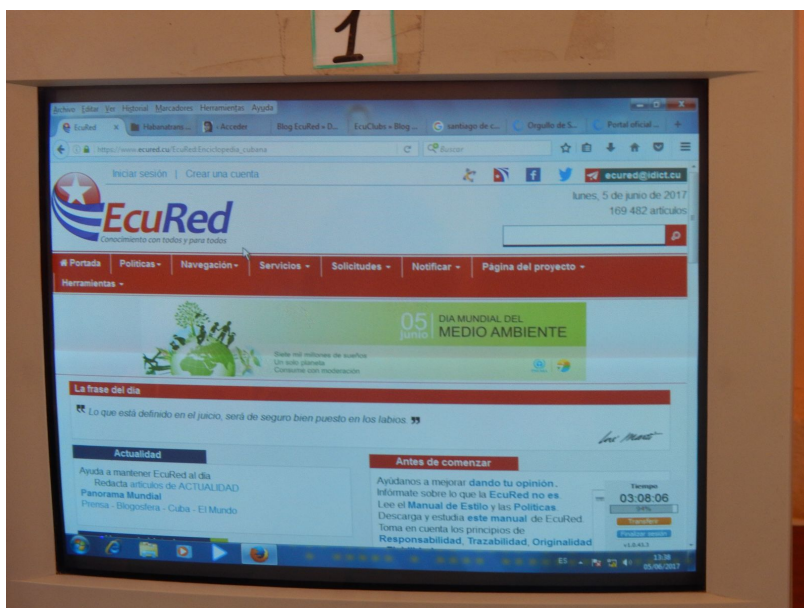 1
Archivo Editar Ver Historial Marcadores Herramientas Ayuda
EcuRed
Habanatrans...
- Acceder
Blog EcuRed » D...
EcuClubs » Blog ...
santiago de c...
Orgullo de S...
Portal oficial ...
https://www.ecured.cu/EcuRed:Enciclopedia_cubana
Buscar
Iniciar sesión | Crear una cuenta
ecured@idict.cu
lunes, 5 de junio de 2017
169 482 artículos
EcuRed
Conocimiento con todos y para todos
Portada Políticas Navegación Servicios Solicitudes Notificar Página del proyecto
Herramientas
05 junio
DIA MUNDIAL DEL
MEDIO AMBIENTE
Siete mil millones de sueños
Un solo planeta
Consume con moderación
La frase del día
Lo que está definido en el juicio, será de seguro bien puesto en los labios.
José Martí
Actualidad
Ayuda a mantener EcuRed al día
Redacta artículos de ACTUALIDAD
Panorama Mundial
Prensa - Blogosfera - Cuba - El Mundo
Antes de comenzar
Ayúdanos a mejorar dando tu opinión.
Infórmate sobre lo que la EcuRed no es.
Lee el Manual de Estilo y las Políticas.
Descarga y estudia este manual de EcuRed.
Toma en cuenta los principios de
Responsabilidad, Trazabilidad, Originalidad,
Tiempo
03:08:06
94%
Transferir
Finalizar sesión
ES
13:38
05/06/2017